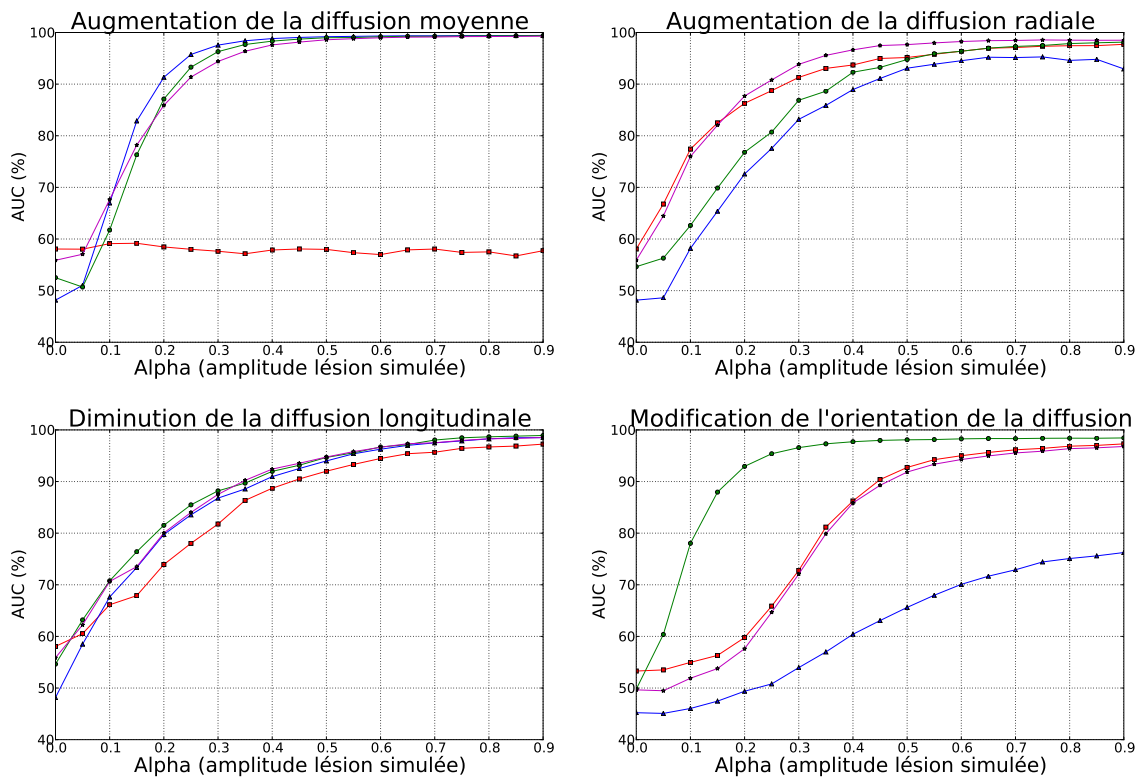 Augmentation de la diffusion moyenne
Augmentation de la diffusion radiale
AUC (%)
100
90
80
70
60
50
40
0.0 0.1 0.2 0.3 0.4 0.5 0.6 0.7 0.8 0.9
Alpha (amplitude lésion simulée)
AUC (%)
100
90
80
70
60
50
40
0.0 0.1 0.2 0.3 0.4 0.5 0.6 0.7 0.8 0.9
Alpha (amplitude lésion simulée)
Diminution de la diffusion longitudinale
Modification de l'orientation de la diffusion
AUC (%)
100
90
80
70
60
50
40
0.0 0.1 0.2 0.3 0.4 0.5 0.6 0.7 0.8 0.9
Alpha (amplitude lésion simulée)
AUC (%)
100
90
80
70
60
50
40
0.0 0.1 0.2 0.3 0.4 0.5 0.6 0.7 0.8 0.9
Alpha (amplitude lésion simulée)